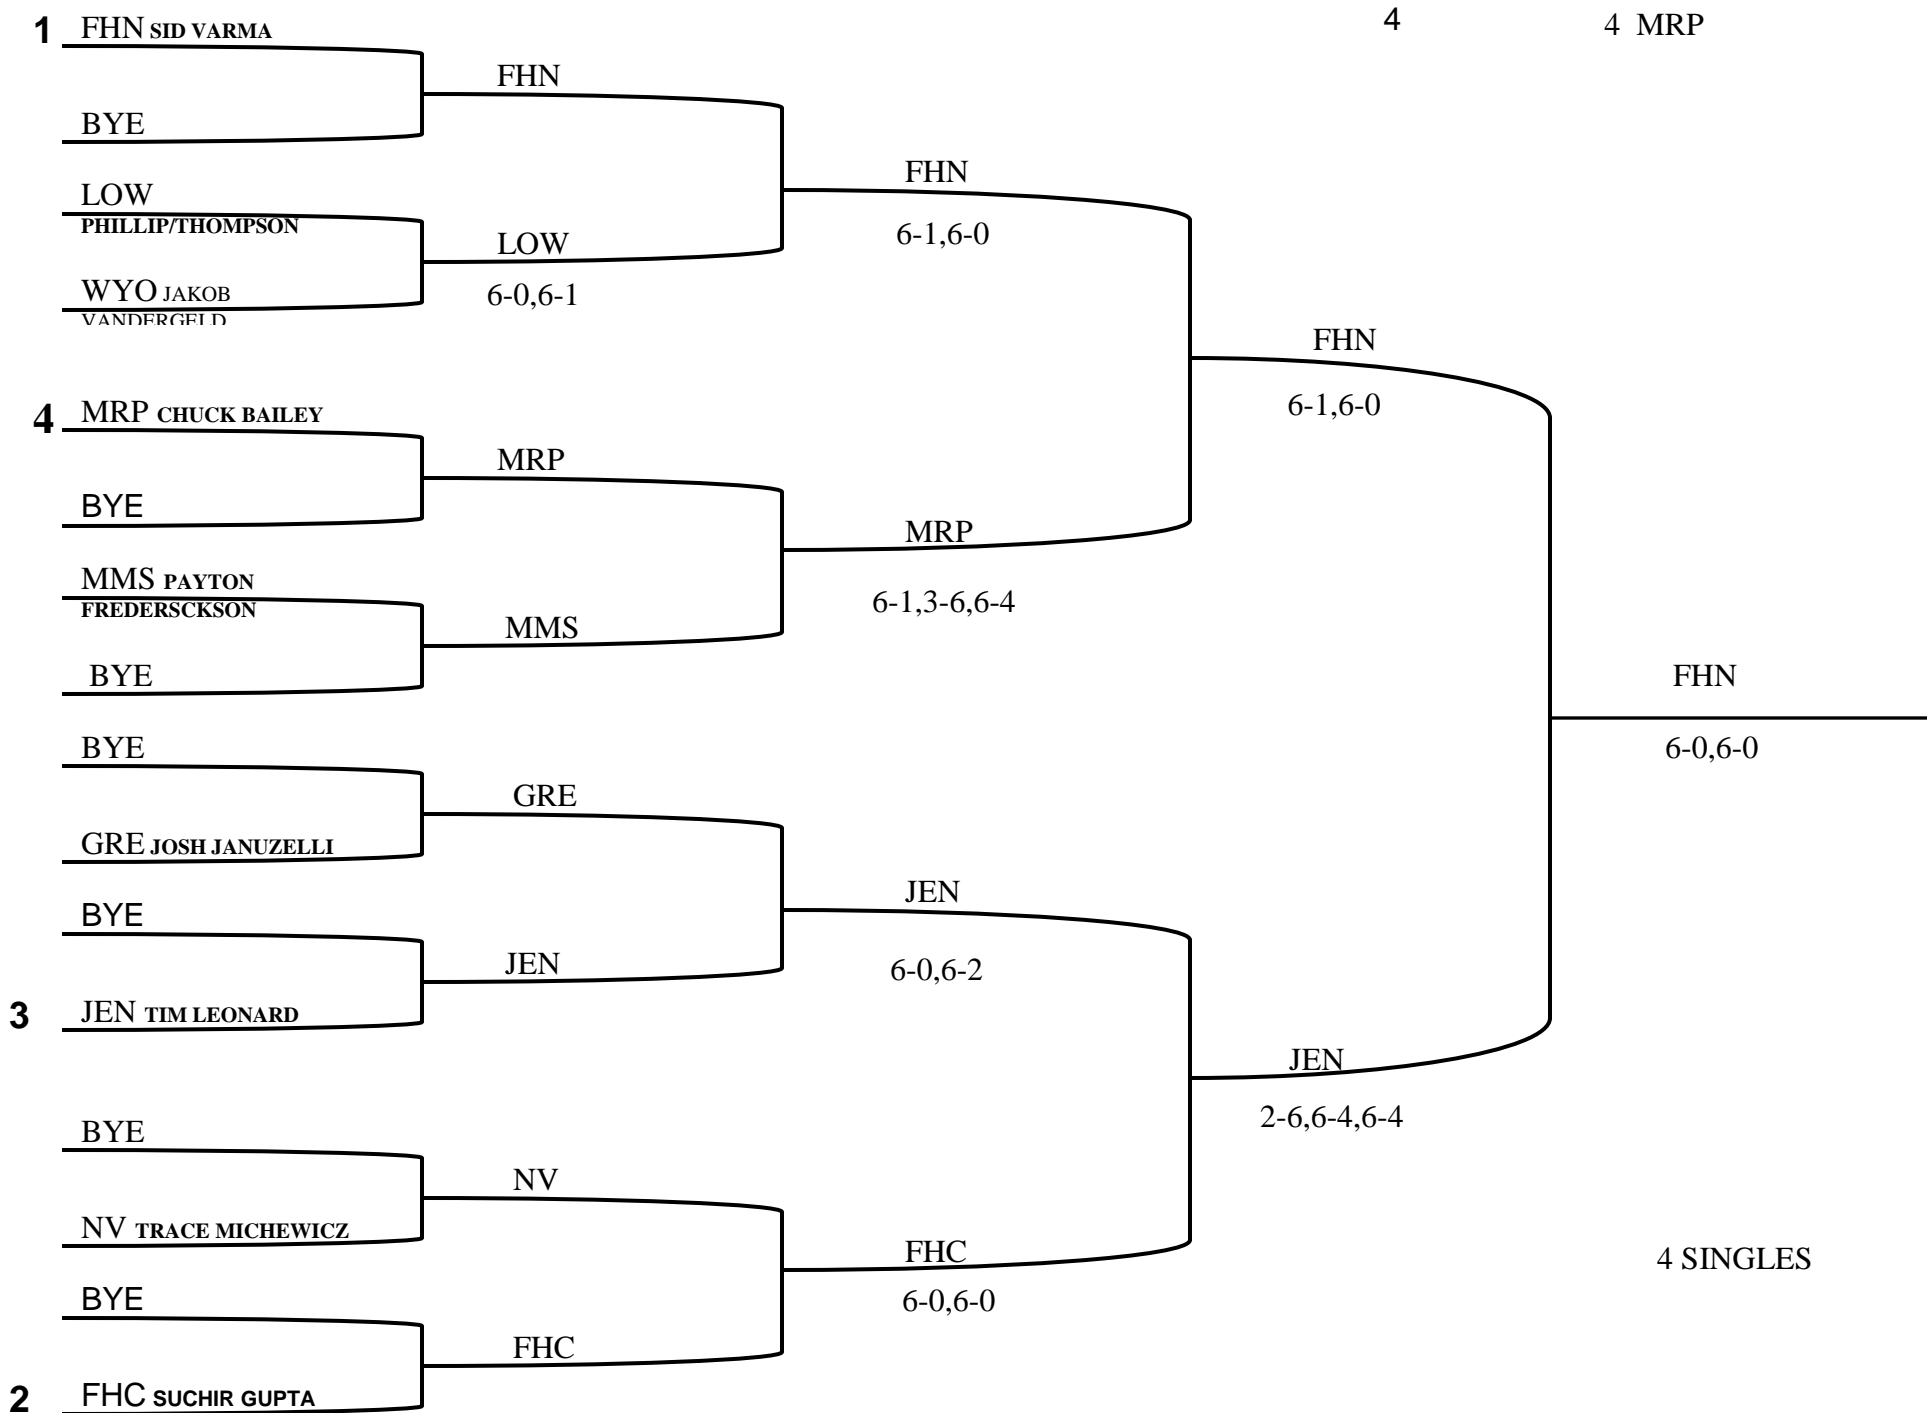 1 FHN SID VARMA
4
4 MRP
FHN
BYE
LOW
PHILLIP/THOMPSON
FHN
LOW
6-1,6-0
WYO JAKOB
VANDERGELD
6-0,6-1
FHN
6-1,6-0
4 MRP CHUCK BAILEY
MRP
BYE
MRP
MMS PAYTON
FREDERSCKSON
6-1,3-6,6-4
MMS
BYE
FHN
6-0,6-0
BYE
GRE
GRE JOSH JANUZELLI
JEN
BYE
JEN
6-0,6-2
3 JEN TIM LEONARD
JEN
2-6,6-4,6-4
BYE
NV
NV TRACE MICHEWICZ
FHC
4 SINGLES
BYE
6-0,6-0
FHC
2 FHC SUCHIR GUPTA